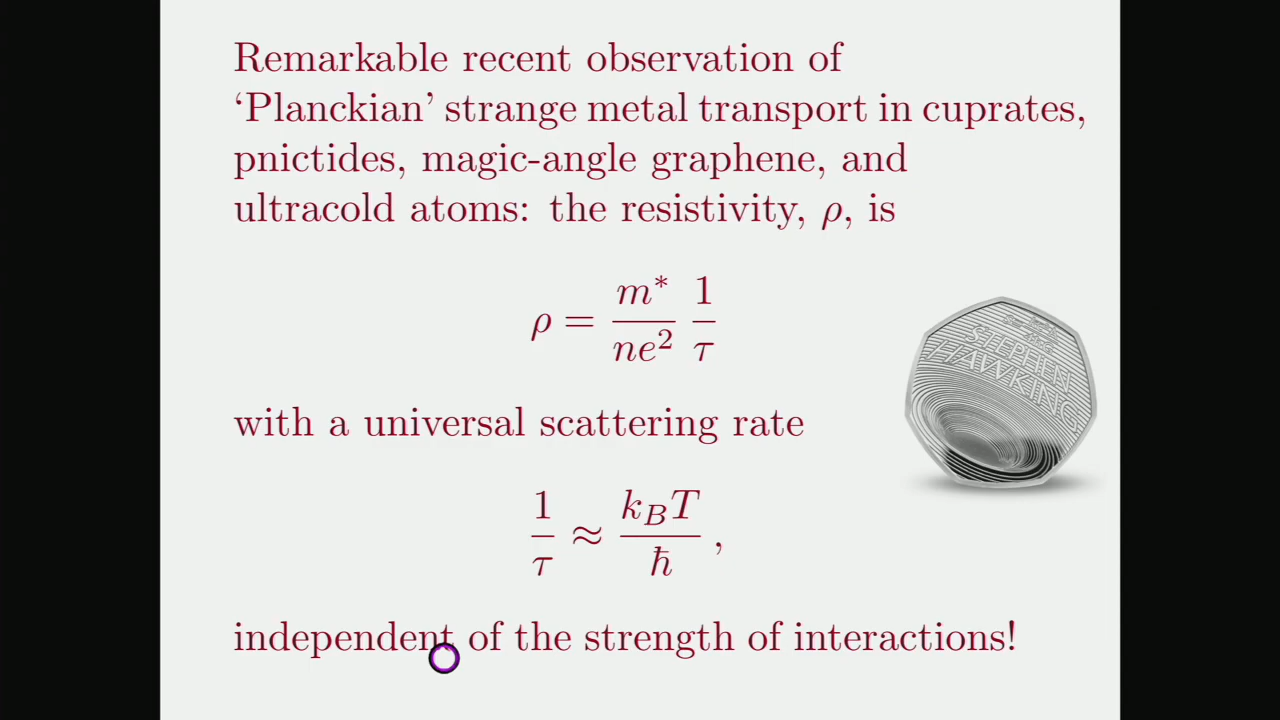 Remarkable recent observation of
‘Planckian’ strange metal transport in cuprates,
pnictides, magic-angle graphene, and
ultracold atoms: the resistivity, ρ, is
ρ = m*/ne² 1/τ
with a universal scattering rate
1/τ ≈ k_BT/ħ ,
independent of the strength of interactions!
STEPHEN
HAWKING